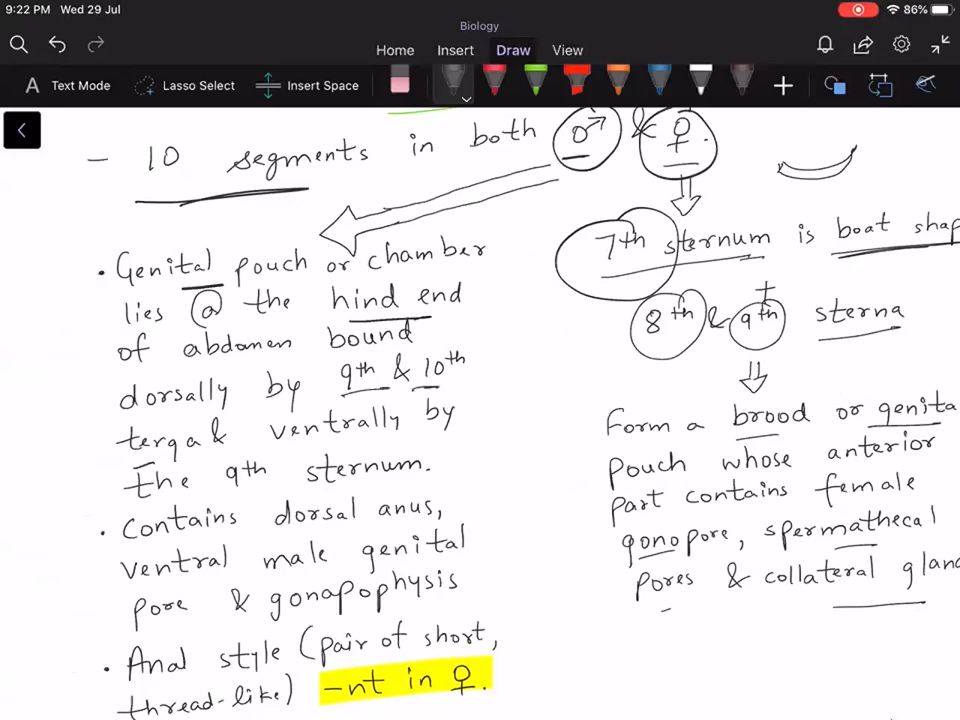 9:22 PM Wed 29 Jul
86%
Biology
Home Insert Draw View
Text Mode Lasso Select Insert Space
- 10 segments in both ♂ & ♀.
• Genital pouch or chamber
lies @ the hind end
of abdomen bound
dorsally by 9th & 10th
terga & ventrally by
the 9th sternum.
• Contains dorsal anus,
ventral male genital
pore & gonapophysis
• Anal style (pair of short,
thread-like) -nt in ♀.
7th sternum is boat shap
8th & 9th sterna
Form a brood or genita
pouch whose anterior
part contains female
gonopore, spermathecal
pores & collateral gland